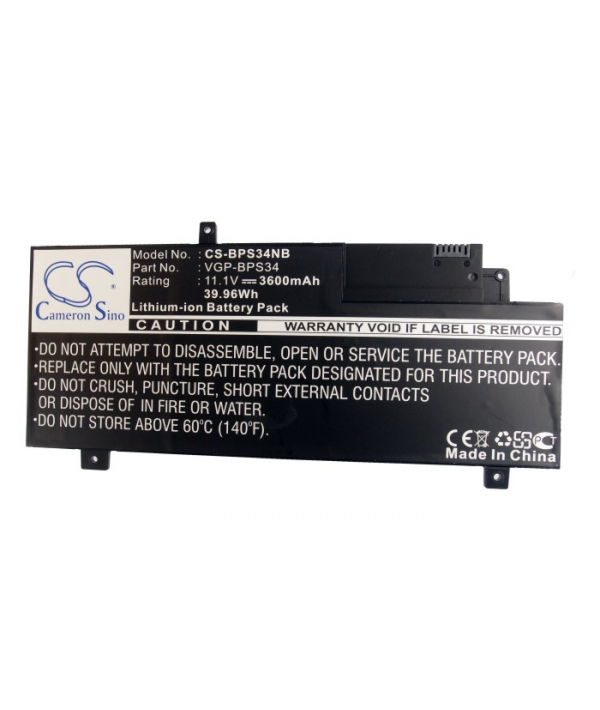 CS
Cameron Sino
Model No. : CS-BPS34NB
Part No. : VGP-BPS34
Rating : 11.1V 3600mAh
39.96Wh
Lithium-ion Battery Pack
CAUTION
WARRANTY VOID IF LABEL IS REMOVED
•DO NOT ATTEMPT TO DISASSEMBLE, OPEN OR SERVICE THE BATTERY PACK.
•REPLACE ONLY WITH THE BATTERY PACK DESIGNATED FOR THIS PRODUCT.
•DO NOT CRUSH, PUNCTURE, SHORT EXTERNAL CONTACTS
OR DISPOSE OF IN FIRE OR WATER.
•DO NOT STORE ABOVE 60°C (140°F).
CE
Made In China